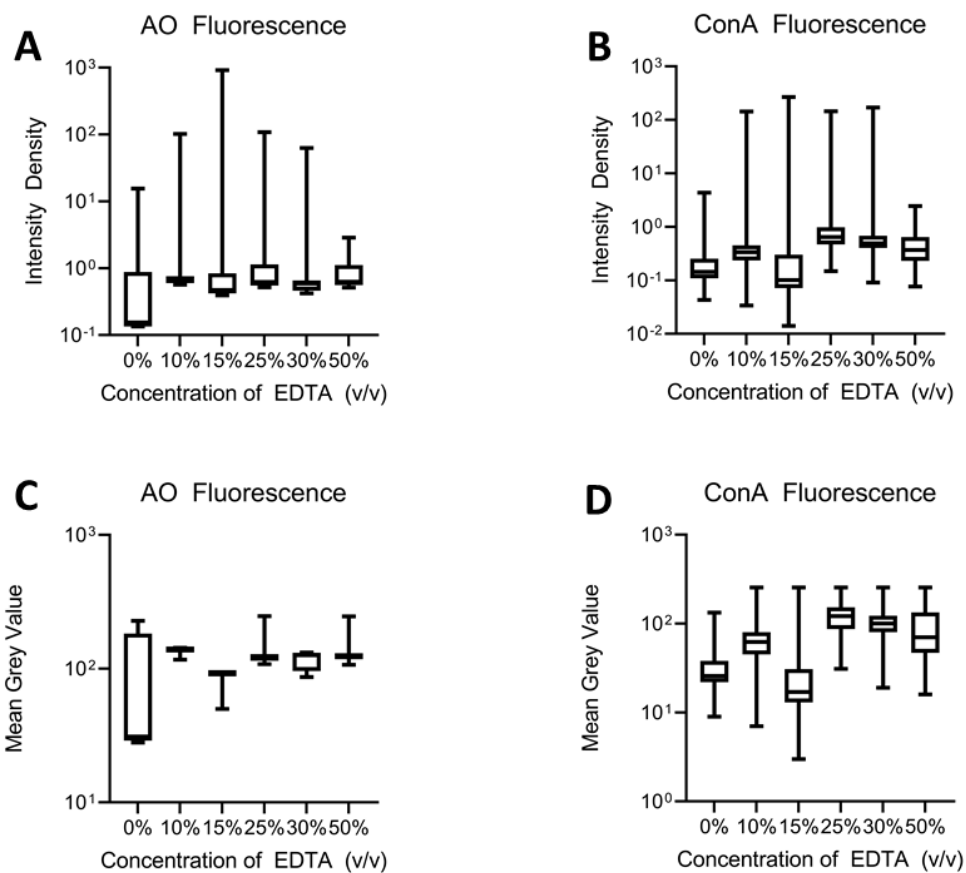 A
AO Fluorescence
Intensity Density
10³
10²
10¹
10⁰
10⁻¹
0% 10% 15% 25% 30% 50%
Concentration of EDTA (v/v)
B
ConA Fluorescence
Intensity Density
10³
10²
10¹
10⁰
10⁻¹
10⁻²
0% 10% 15% 25% 30% 50%
Concentration of EDTA (v/v)
C
AO Fluorescence
Mean Grey Value
10³
10²
10¹
0% 10% 15% 25% 30% 50%
Concentration of EDTA (v/v)
D
ConA Fluorescence
Mean Grey Value
10³
10²
10¹
10⁰
0% 10% 15% 25% 30% 50%
Concentration of EDTA (v/v)